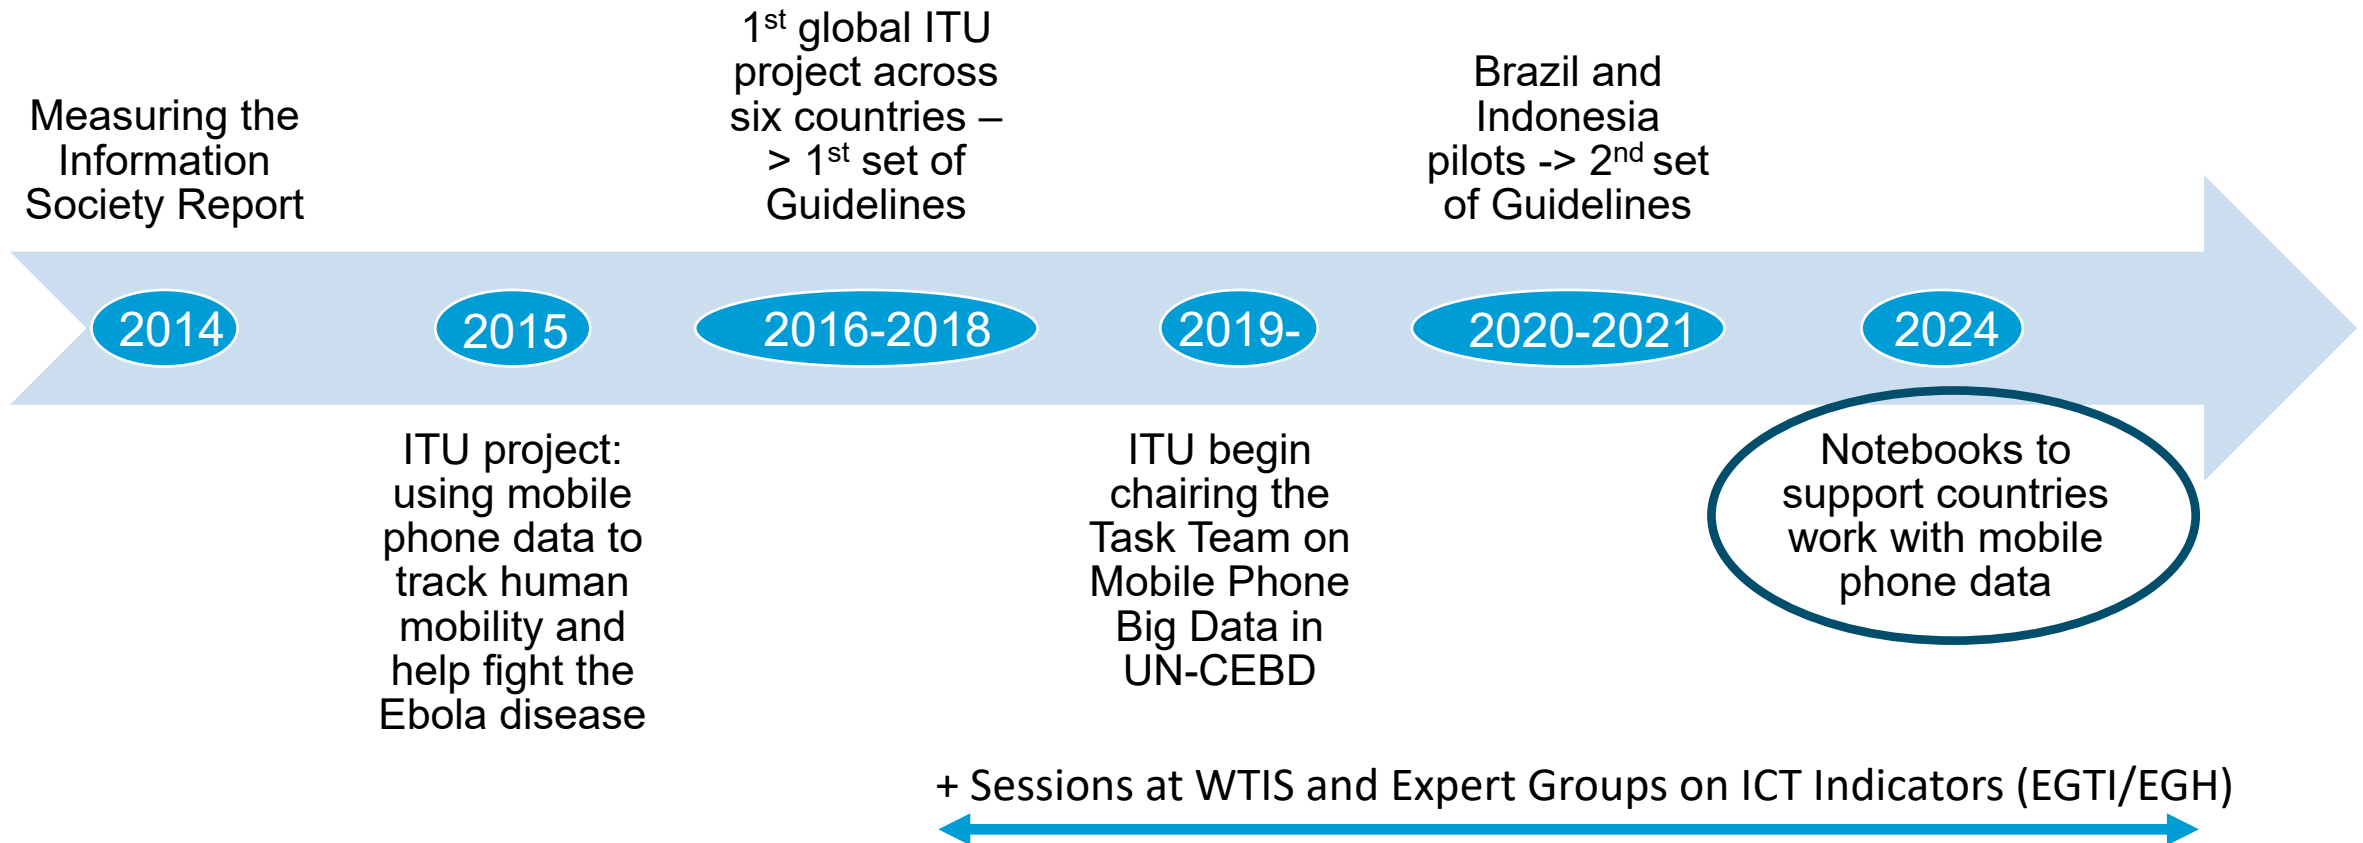 Measuring the
Information
Society Report
1st global ITU
project across
six countries –
> 1st set of
Guidelines
Brazil and
Indonesia
pilots -> 2nd set
of Guidelines
2014
2015
2016-2018
2019-
2020-2021
2024
ITU project:
using mobile
phone data to
track human
mobility and
help fight the
Ebola disease
ITU begin
chairing the
Task Team on
Mobile Phone
Big Data in
UN-CEBD
Notebooks to
support countries
work with mobile
phone data
+ Sessions at WTIS and Expert Groups on ICT Indicators (EGTI/EGH)